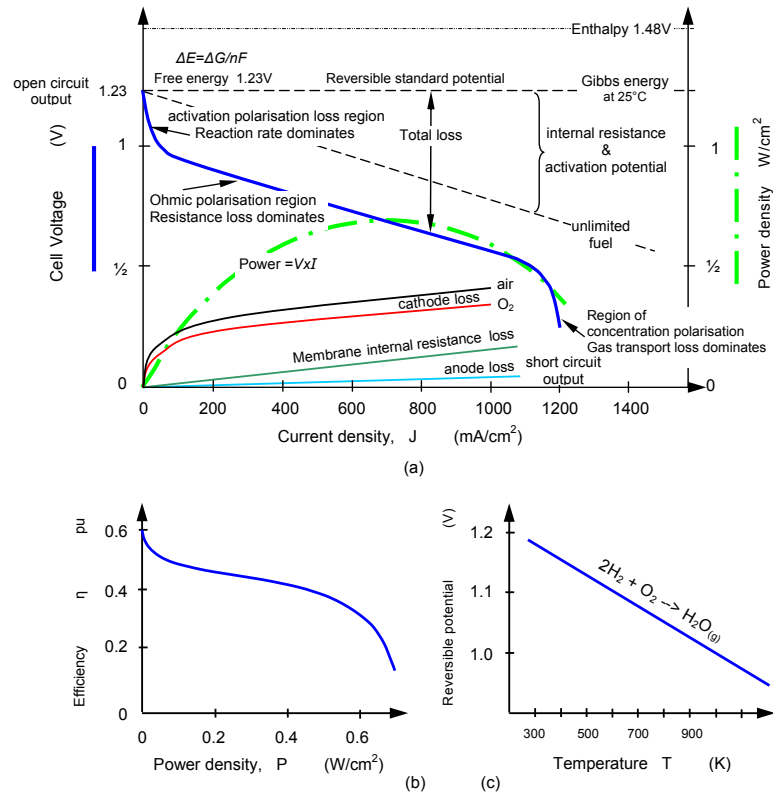 Enthalpy 1.48V
ΔE=ΔG/nF
open circuit
output
1.23
Free energy 1.23V
Reversible standard potential
Gibbs energy
at 25°C
activation polarisation loss region
Reaction rate dominates
Total loss
internal resistance
&
activation potential
Cell Voltage (V)
1
½
0
Ohmic polarisation region
Resistance loss dominates
unlimited
fuel
Power =VxI
air
cathode loss
O₂
Region of
concentration polarisation
Gas transport loss dominates
Membrane internal resistance loss
anode loss
short circuit
output
Power density W/cm²
1
½
0
0 200 400 600 800 1000 1200 1400
Current density, J (mA/cm²)
(a)
Efficiency η pu
0.6
0.4
0.2
0
0 0.2 0.4 0.6
Power density, P (W/cm²)
(b)
Reversible potential (V)
1.2
1.1
1.0
2H₂ + O₂ --> H₂O(g)
300 500 700 900
Temperature T (K)
(c)